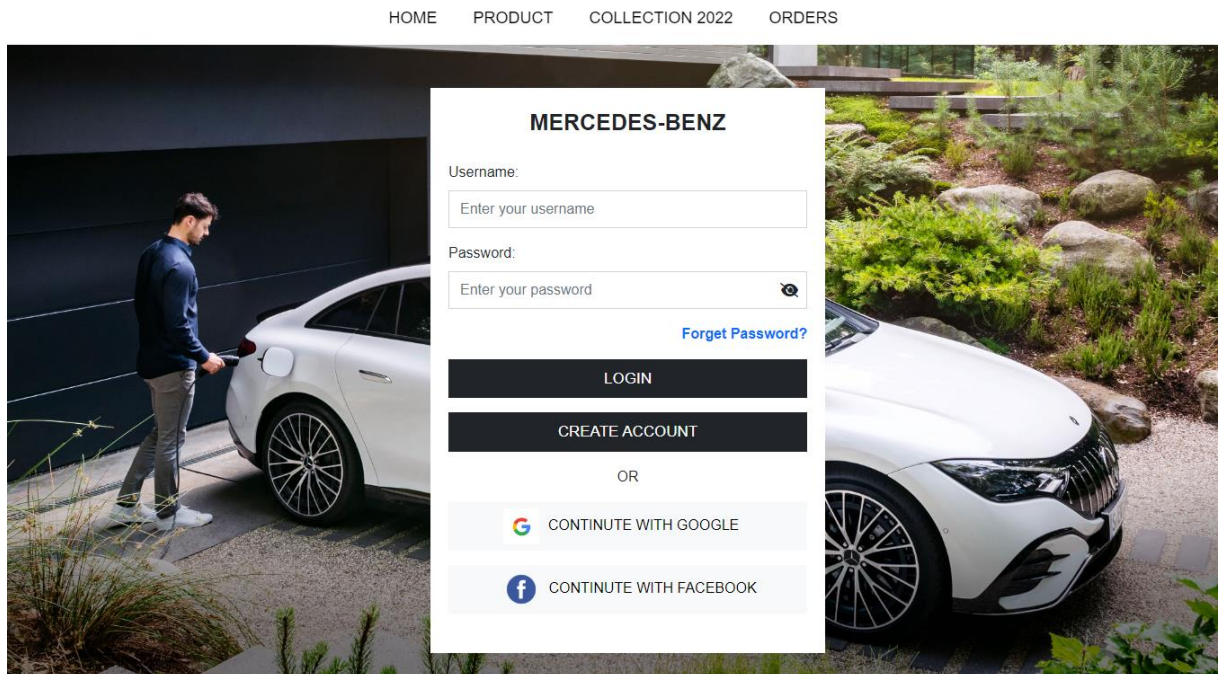 HOME PRODUCT COLLECTION 2022 ORDERS
MERCEDES-BENZ
Username:
Enter your username
Password:
Enter your password
Forget Password?
LOGIN
CREATE ACCOUNT
OR
CONTINUTE WITH GOOGLE
CONTINUTE WITH FACEBOOK